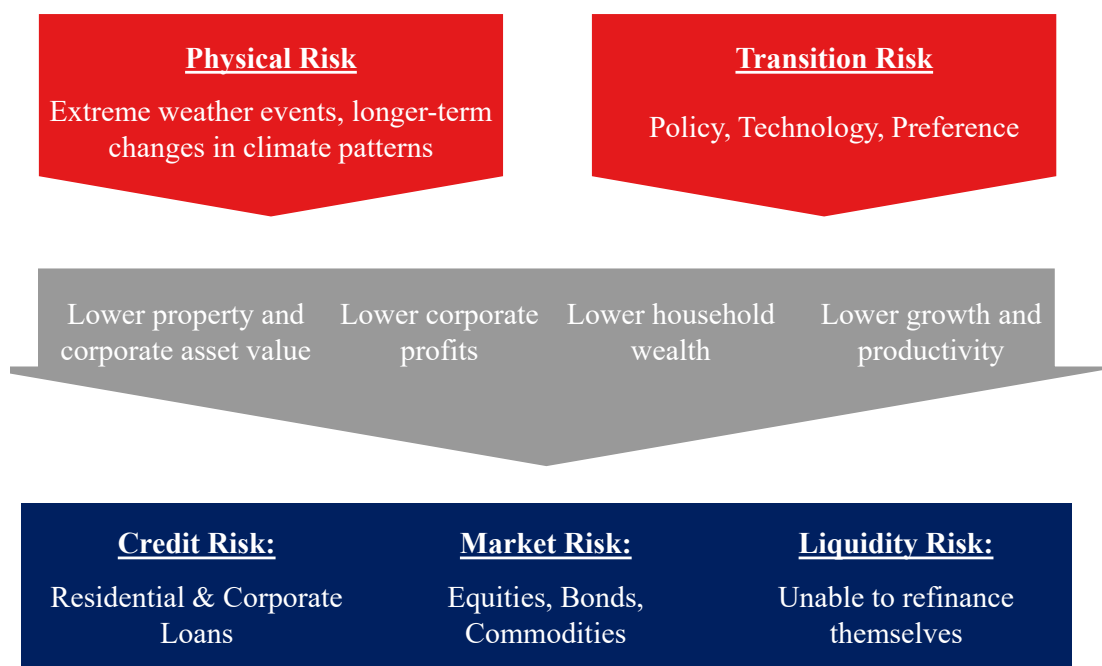 Physical Risk
Extreme weather events, longer-term
changes in climate patterns
Transition Risk
Policy, Technology, Preference
Lower property and
corporate asset value
Lower corporate
profits
Lower household
wealth
Lower growth and
productivity
Credit Risk:
Residential & Corporate
Loans
Market Risk:
Equities, Bonds,
Commodities
Liquidity Risk:
Unable to refinance
themselves